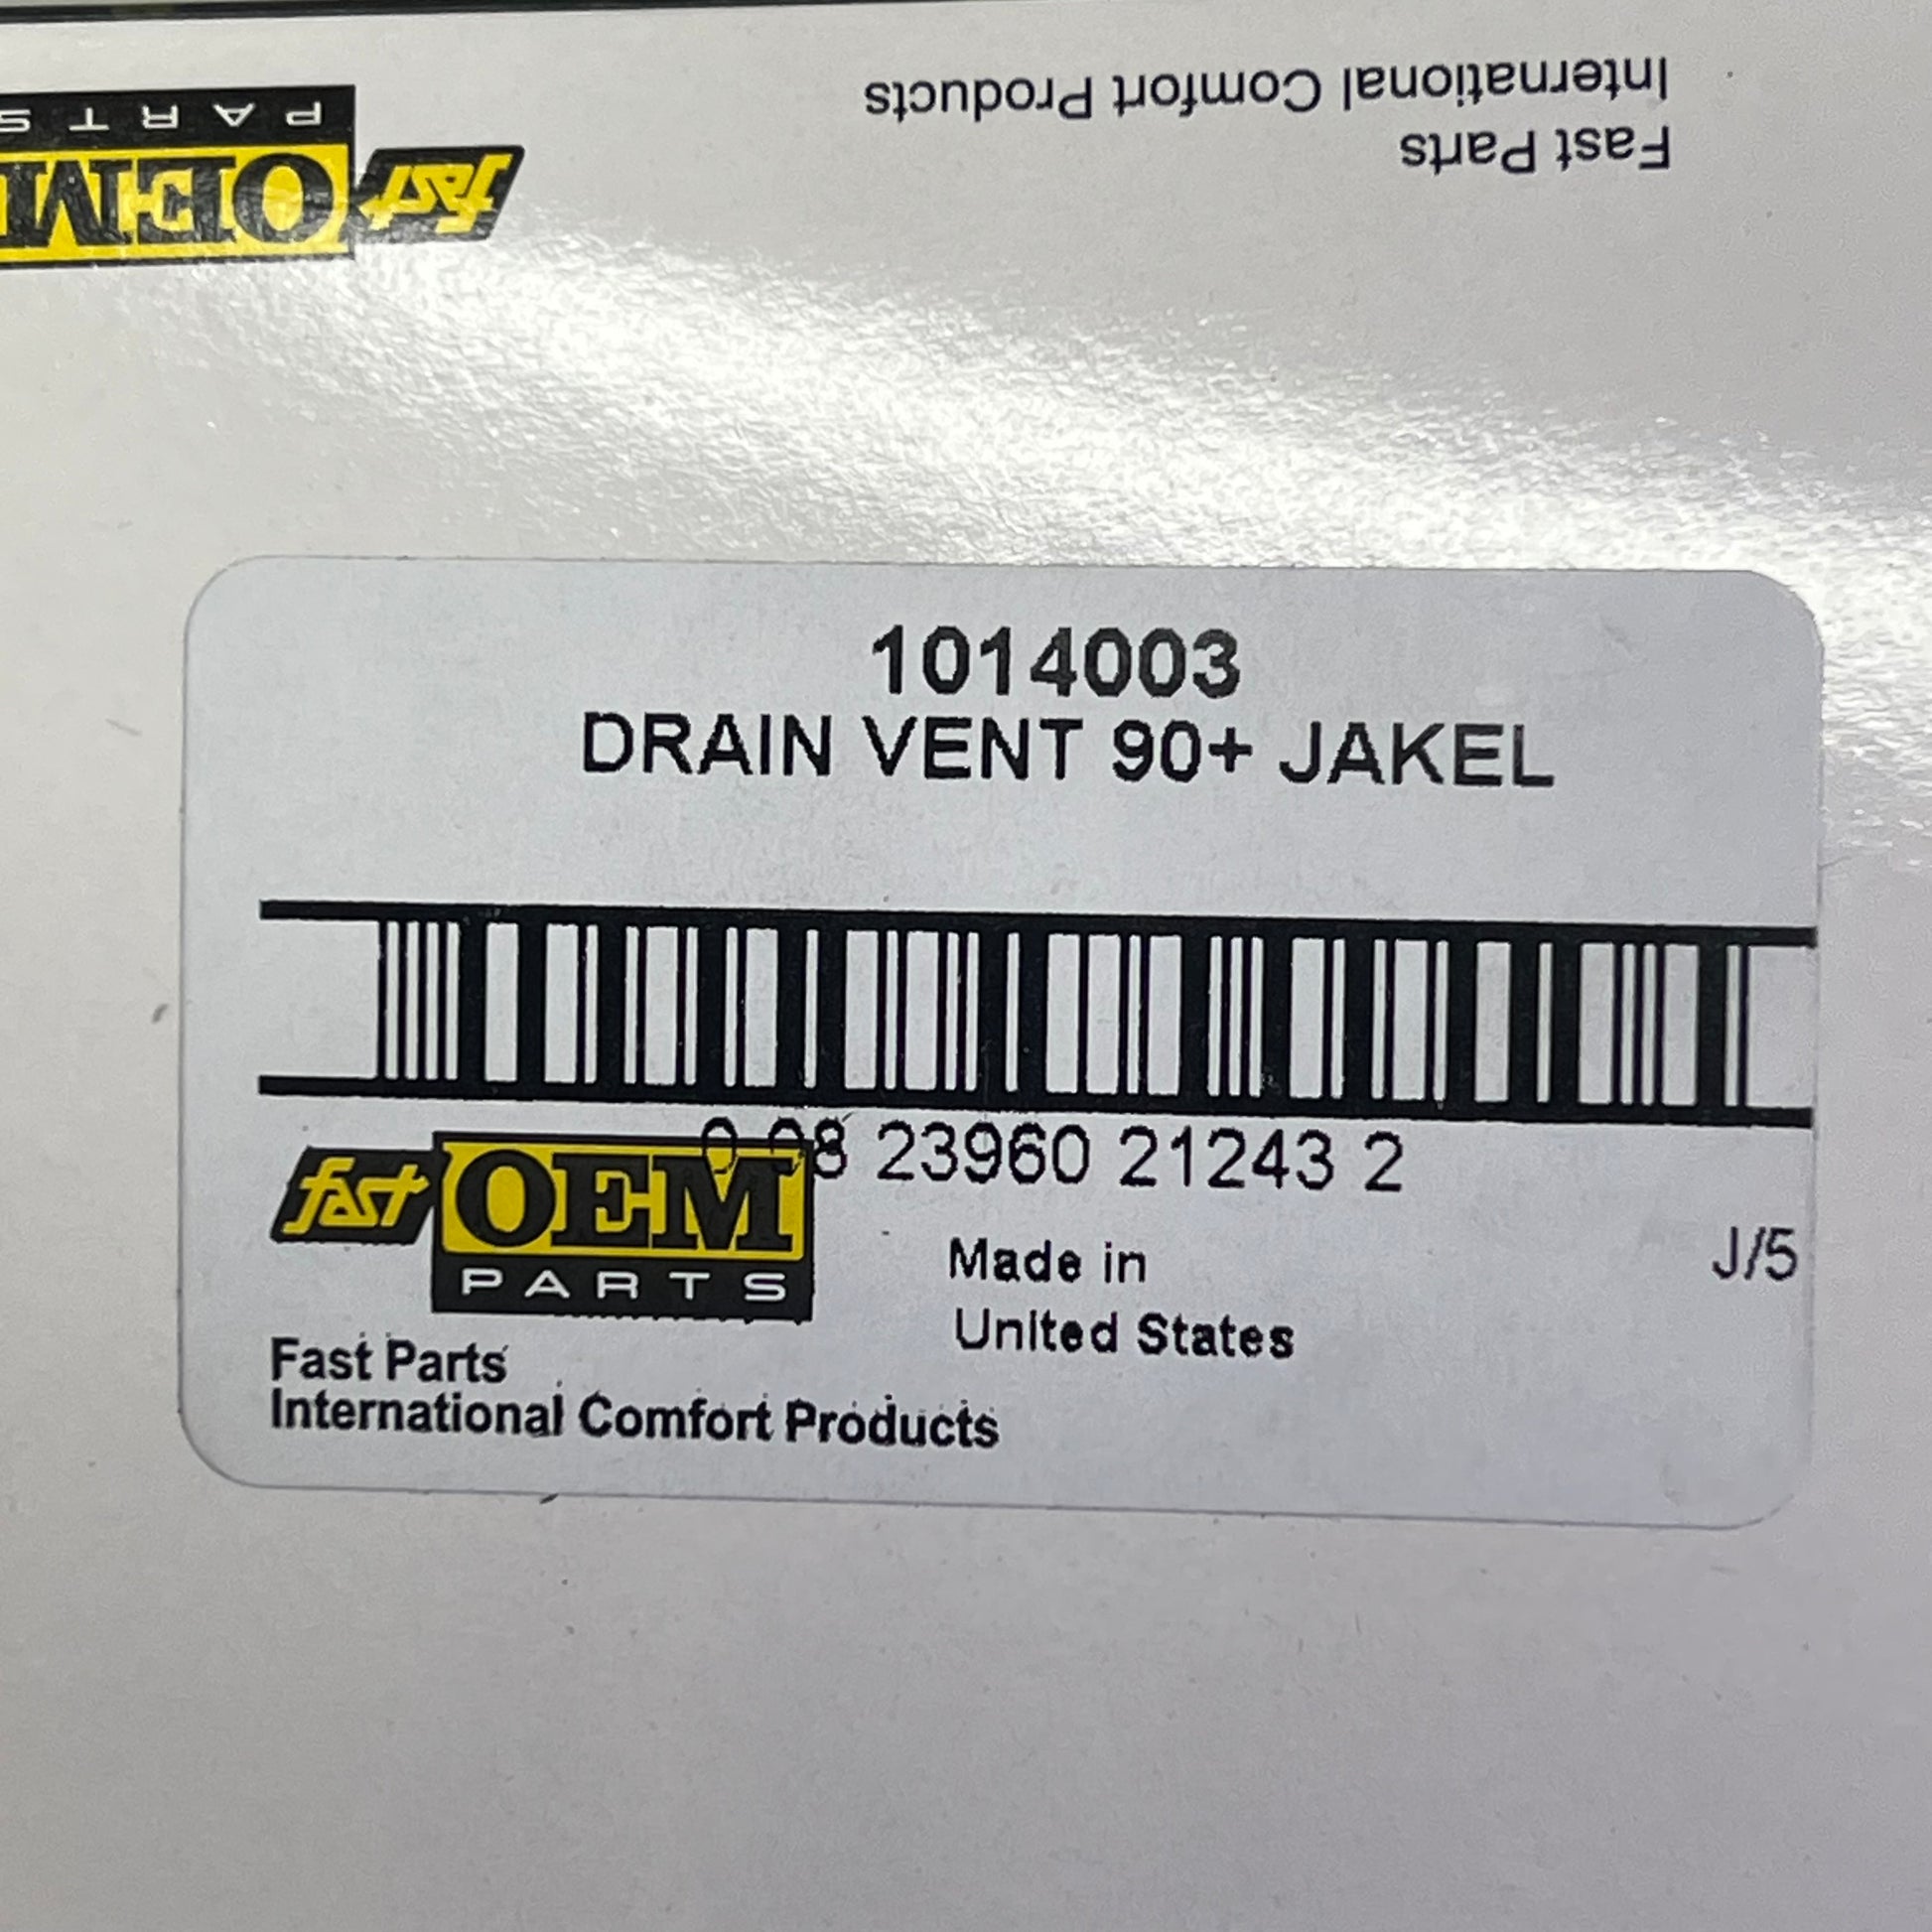 International Comfort Products
Fast Parts
PARTS
OEM
fast
1014003
DRAIN VENT 90+ JAKEL
0 08 23960 21243 2
fast OEM
PARTS
Made in
United States
J/5
Fast Parts
International Comfort Products